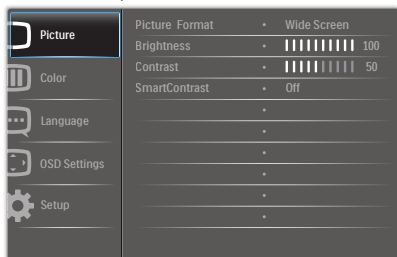 Picture
Color
Language
OSD Settings
Setup
Picture Format • Wide Screen
Brightness • 100
Contrast • 50
SmartContrast • Off
•
•
•
•
•
•